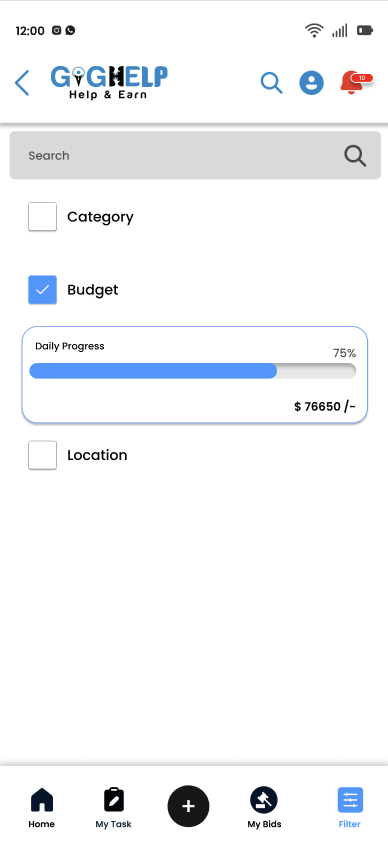 12:00
GIGHELP
Help & Earn
10
Search
Category
Budget
Daily Progress
75%
$ 76650 /-
Location
Home
My Task
My Bids
Filter